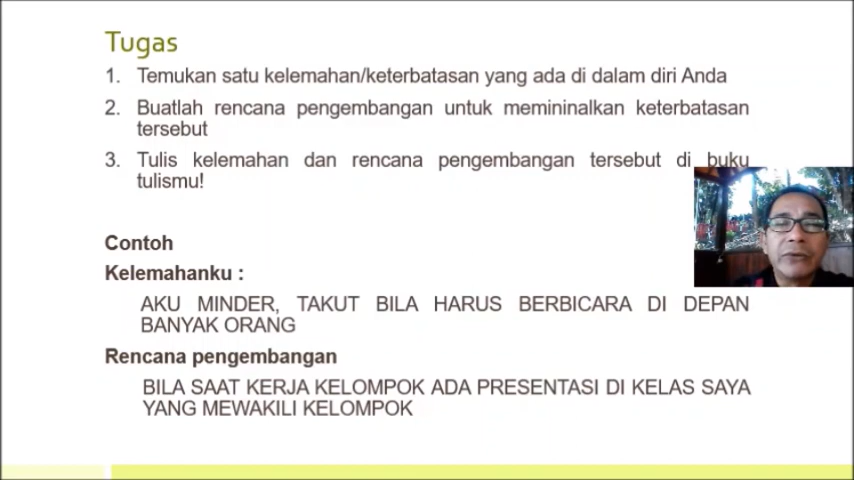 Tugas
1. Temukan satu kelemahan/keterbatasan yang ada di dalam diri Anda
2. Buatlah rencana pengembangan untuk memininalkan keterbatasan
tersebut
3. Tulis kelemahan dan rencana pengembangan tersebut di buku
tulismu!
Contoh
Kelemahanku :
AKU MINDER, TAKUT BILA HARUS BERBICARA DI DEPAN
BANYAK ORANG
Rencana pengembangan
BILA SAAT KERJA KELOMPOK ADA PRESENTASI DI KELAS SAYA
YANG MEWAKILI KELOMPOK